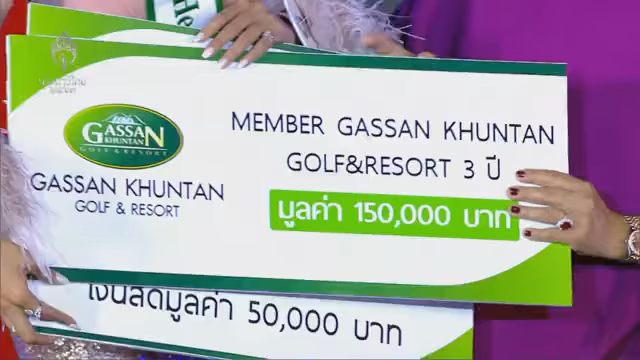 He
GASSAN
KHUNTAN
GOLF & RESORT
GASSAN KHUNTAN
GOLF & RESORT
MEMBER GASSAN KHUNTAN
GOLF&RESORT 3 ปี
มูลค่า 150,000 บาท
เงินสดมูลค่า 50,000 บาท